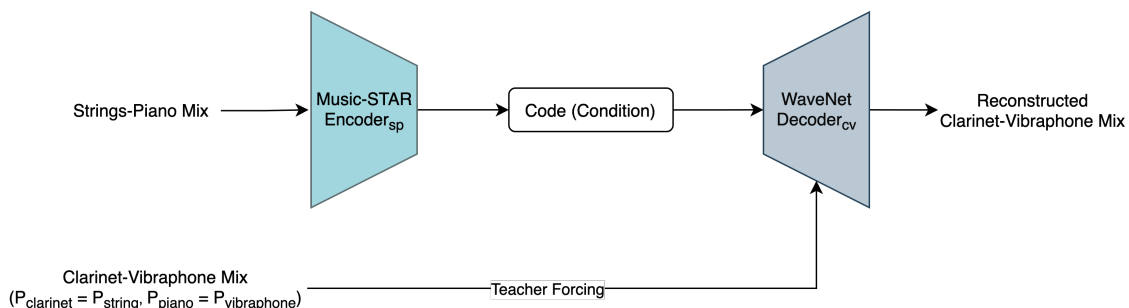 Strings-Piano Mix
Music-STAR
Encoder_sp
Code (Condition)
WaveNet
Decoder_cv
Reconstructed
Clarinet-Vibraphone Mix
Clarinet-Vibraphone Mix
(P_clarinet = P_string, P_piano = P_vibraphone)
Teacher Forcing